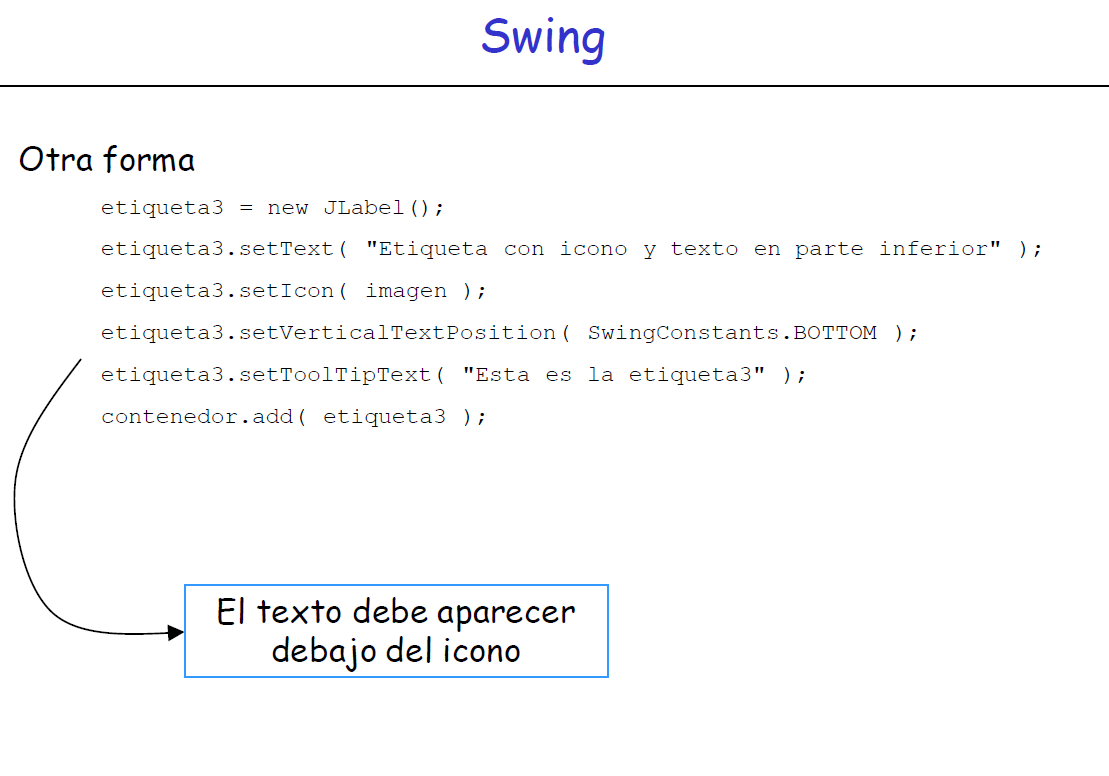 Swing
Otra forma
etiqueta3 = new JLabel();
etiqueta3.setText( "Etiqueta con icono y texto en parte inferior" );
etiqueta3.setIcon( imagen );
etiqueta3.setVerticalTextPosition( SwingConstants.BOTTOM );
etiqueta3.setToolTipText( "Esta es la etiqueta3" );
contenedor.add( etiqueta3 );
El texto debe aparecer
debajo del icono